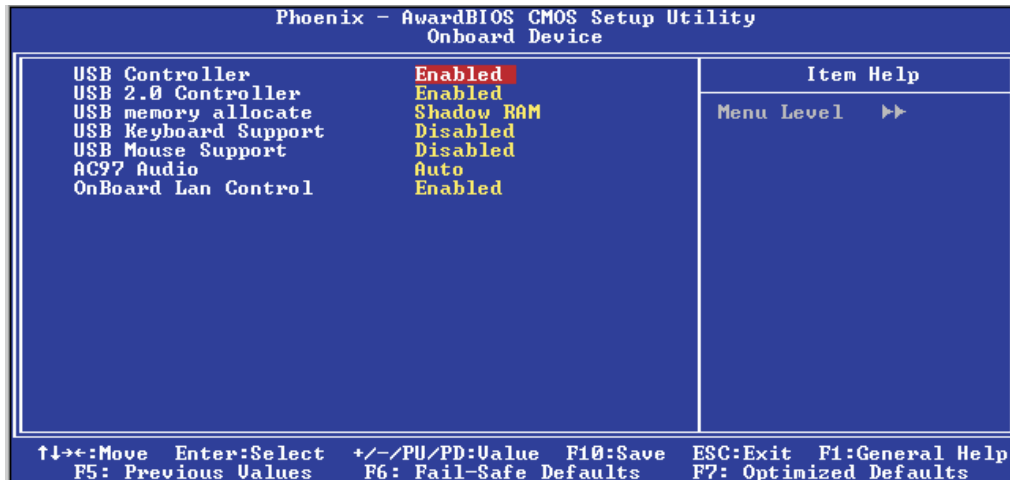 Phoenix - AwardBIOS CMOS Setup Utility
Onboard Device
USB Controller Enabled
USB 2.0 Controller Enabled
USB memory allocate Shadow RAM
USB Keyboard Support Disabled
USB Mouse Support Disabled
AC97 Audio Auto
OnBoard Lan Control Enabled
Item Help
Menu Level ▶▶
↑↓→←:Move Enter:Select +/-/PU/PD:Value F10:Save ESC:Exit F1:General Help
F5: Previous Values F6: Fail-Safe Defaults F7: Optimized Defaults